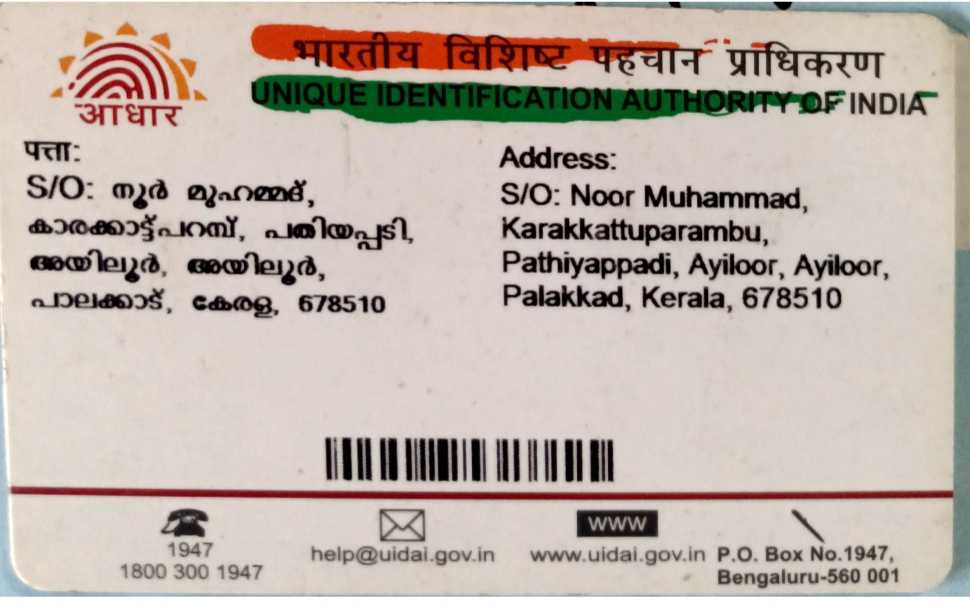 भारतीय विशिष्ट पहचान प्राधिकरण
UNIQUE IDENTIFICATION AUTHORITY OF INDIA
आधार
पत्ता:
S/O: നൂർ മുഹമ്മദ്,
കാരക്കാട്ട്പറമ്പ്, പതിയപ്പടി,
അയിലൂർ, അയിലൂർ,
പാലക്കാട്, കേരള, 678510
Address:
S/O: Noor Muhammad,
Karakkattuparambu,
Pathiyappadi, Ayiloor, Ayiloor,
Palakkad, Kerala, 678510
1947
1800 300 1947
help@uidai.gov.in
WWW
www.uidai.gov.in
P.O. Box No.1947,
Bengaluru-560 001